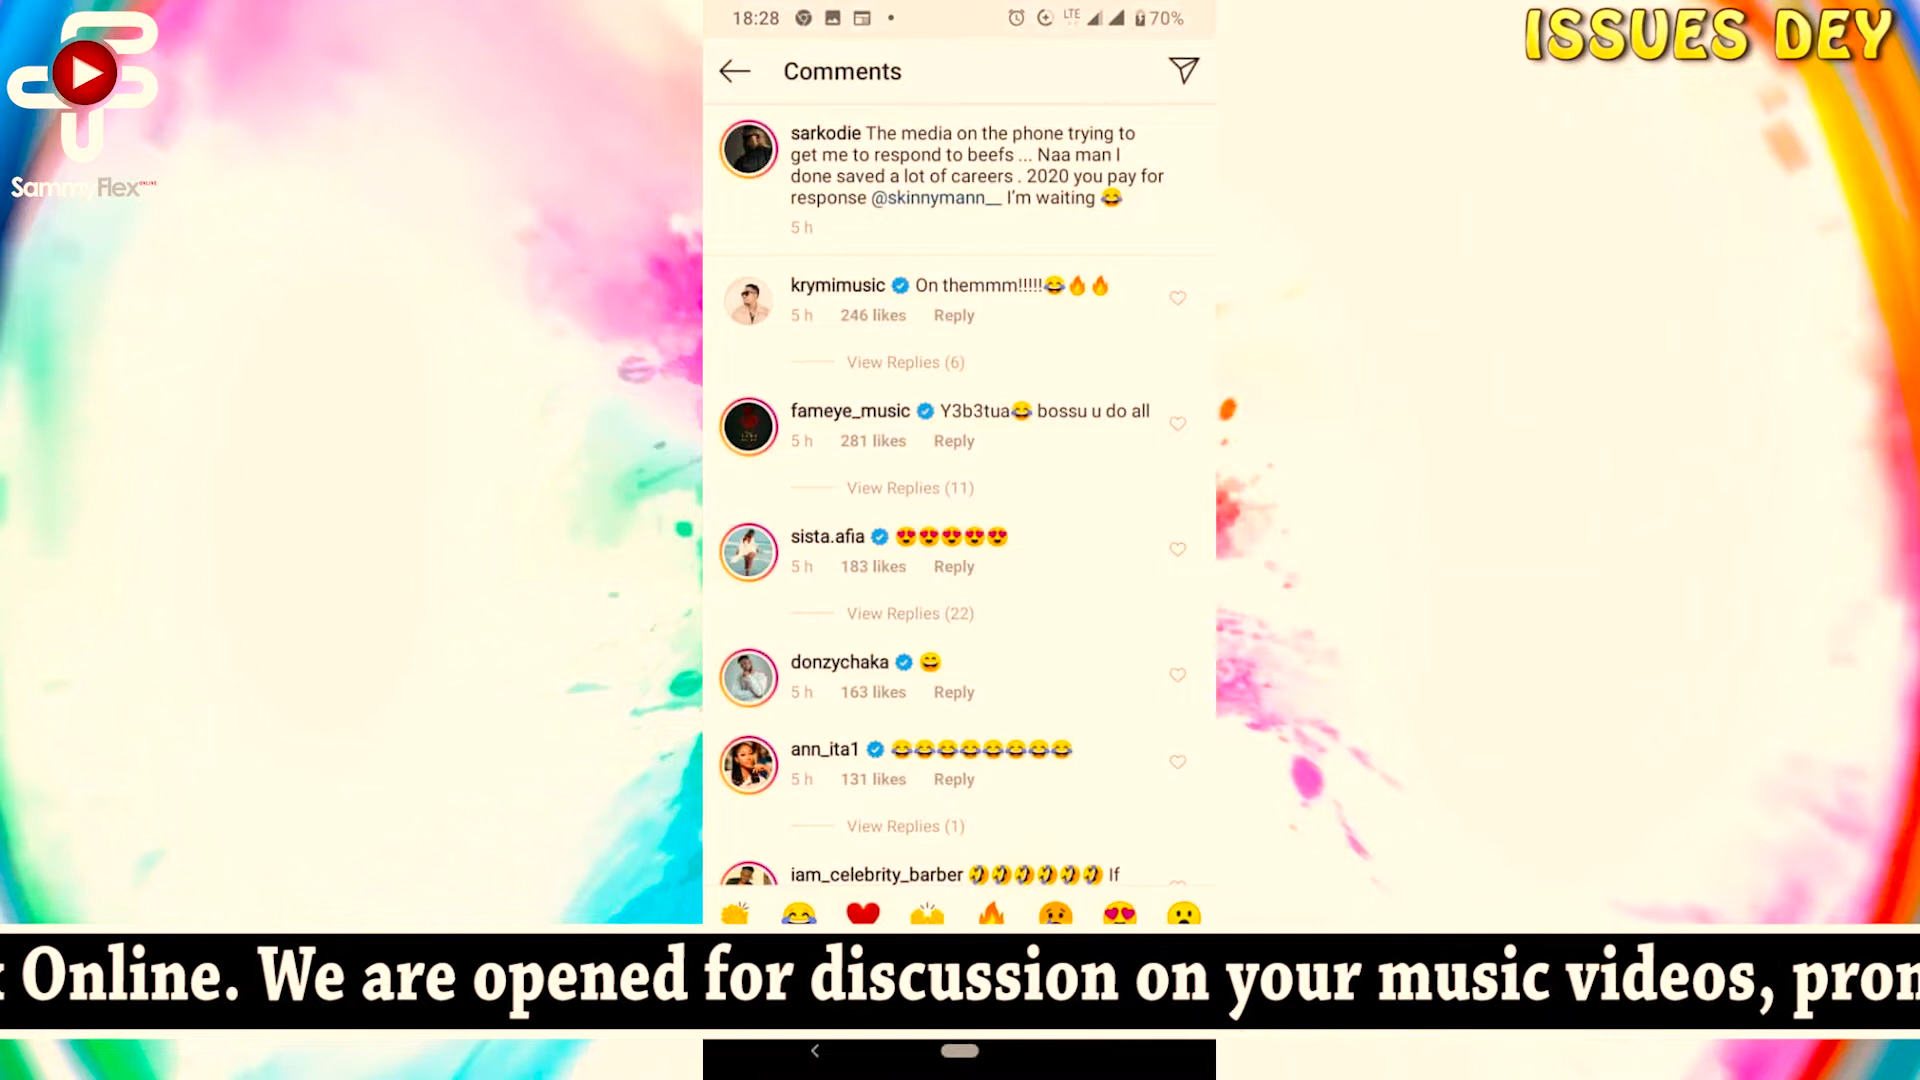 ISSUES DEY
SammyFlex ONLINE
18:28
LTE
70%
Comments
sarkodie The media on the phone trying to
get me to respond to beefs ... Naa man I
done saved a lot of careers . 2020 you pay for
response @skinnymann__ I'm waiting 😂
5 h
krymimusic On themmm!!!!!😂🔥🔥
5 h 246 likes Reply
View Replies (6)
fameye_music Y3b3tua😂 bossu u do all
5 h 281 likes Reply
View Replies (11)
sista.afia 😍😍😍😍😍
5 h 183 likes Reply
View Replies (22)
donzychaka 😄
5 h 163 likes Reply
ann_ita1 😂😂😂😂😂😂😂😂
5 h 131 likes Reply
View Replies (1)
iam_celebrity_barber 🤣🤣🤣🤣🤣🤣 If
Online. We are opened for discussion on your music videos, pron